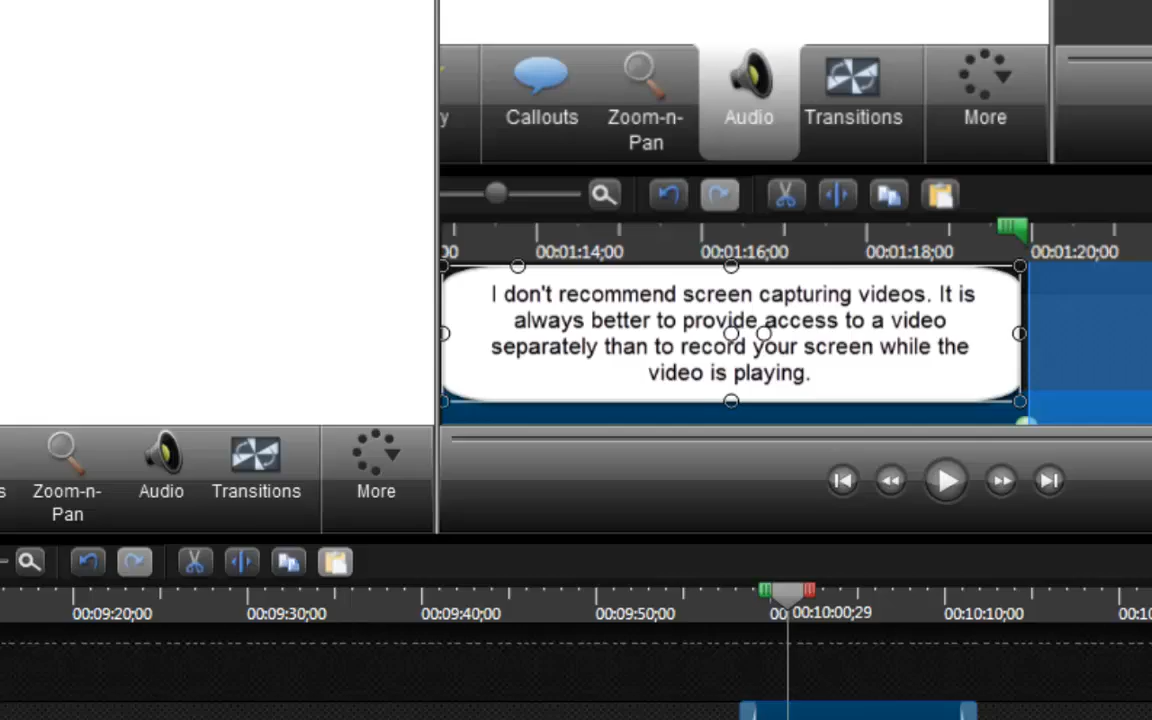 y
Callouts
Zoom-n-
Pan
Audio
Transitions
More
00 00:01:14;00 00:01:16;00 00:01:18;00 00:01:20;00
I don't recommend screen capturing videos. It is
always better to provide access to a video
separately than to record your screen while the
video is playing.
s
Zoom-n-
Pan
Audio
Transitions
More
00:09:20;00 00:09:30;00 00:09:40;00 00:09:50;00 00 00:10:00;29 00:10:10;00 00:10